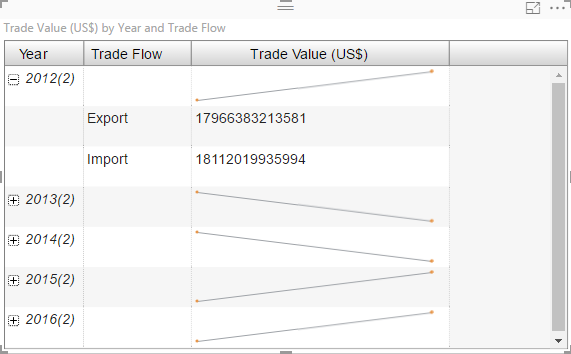 Trade Value (US$) by Year and Trade Flow
Year Trade Flow Trade Value (US$)
2012(2)
Export 17966383213581
Import 18112019935994
2013(2)
2014(2)
2015(2)
2016(2)